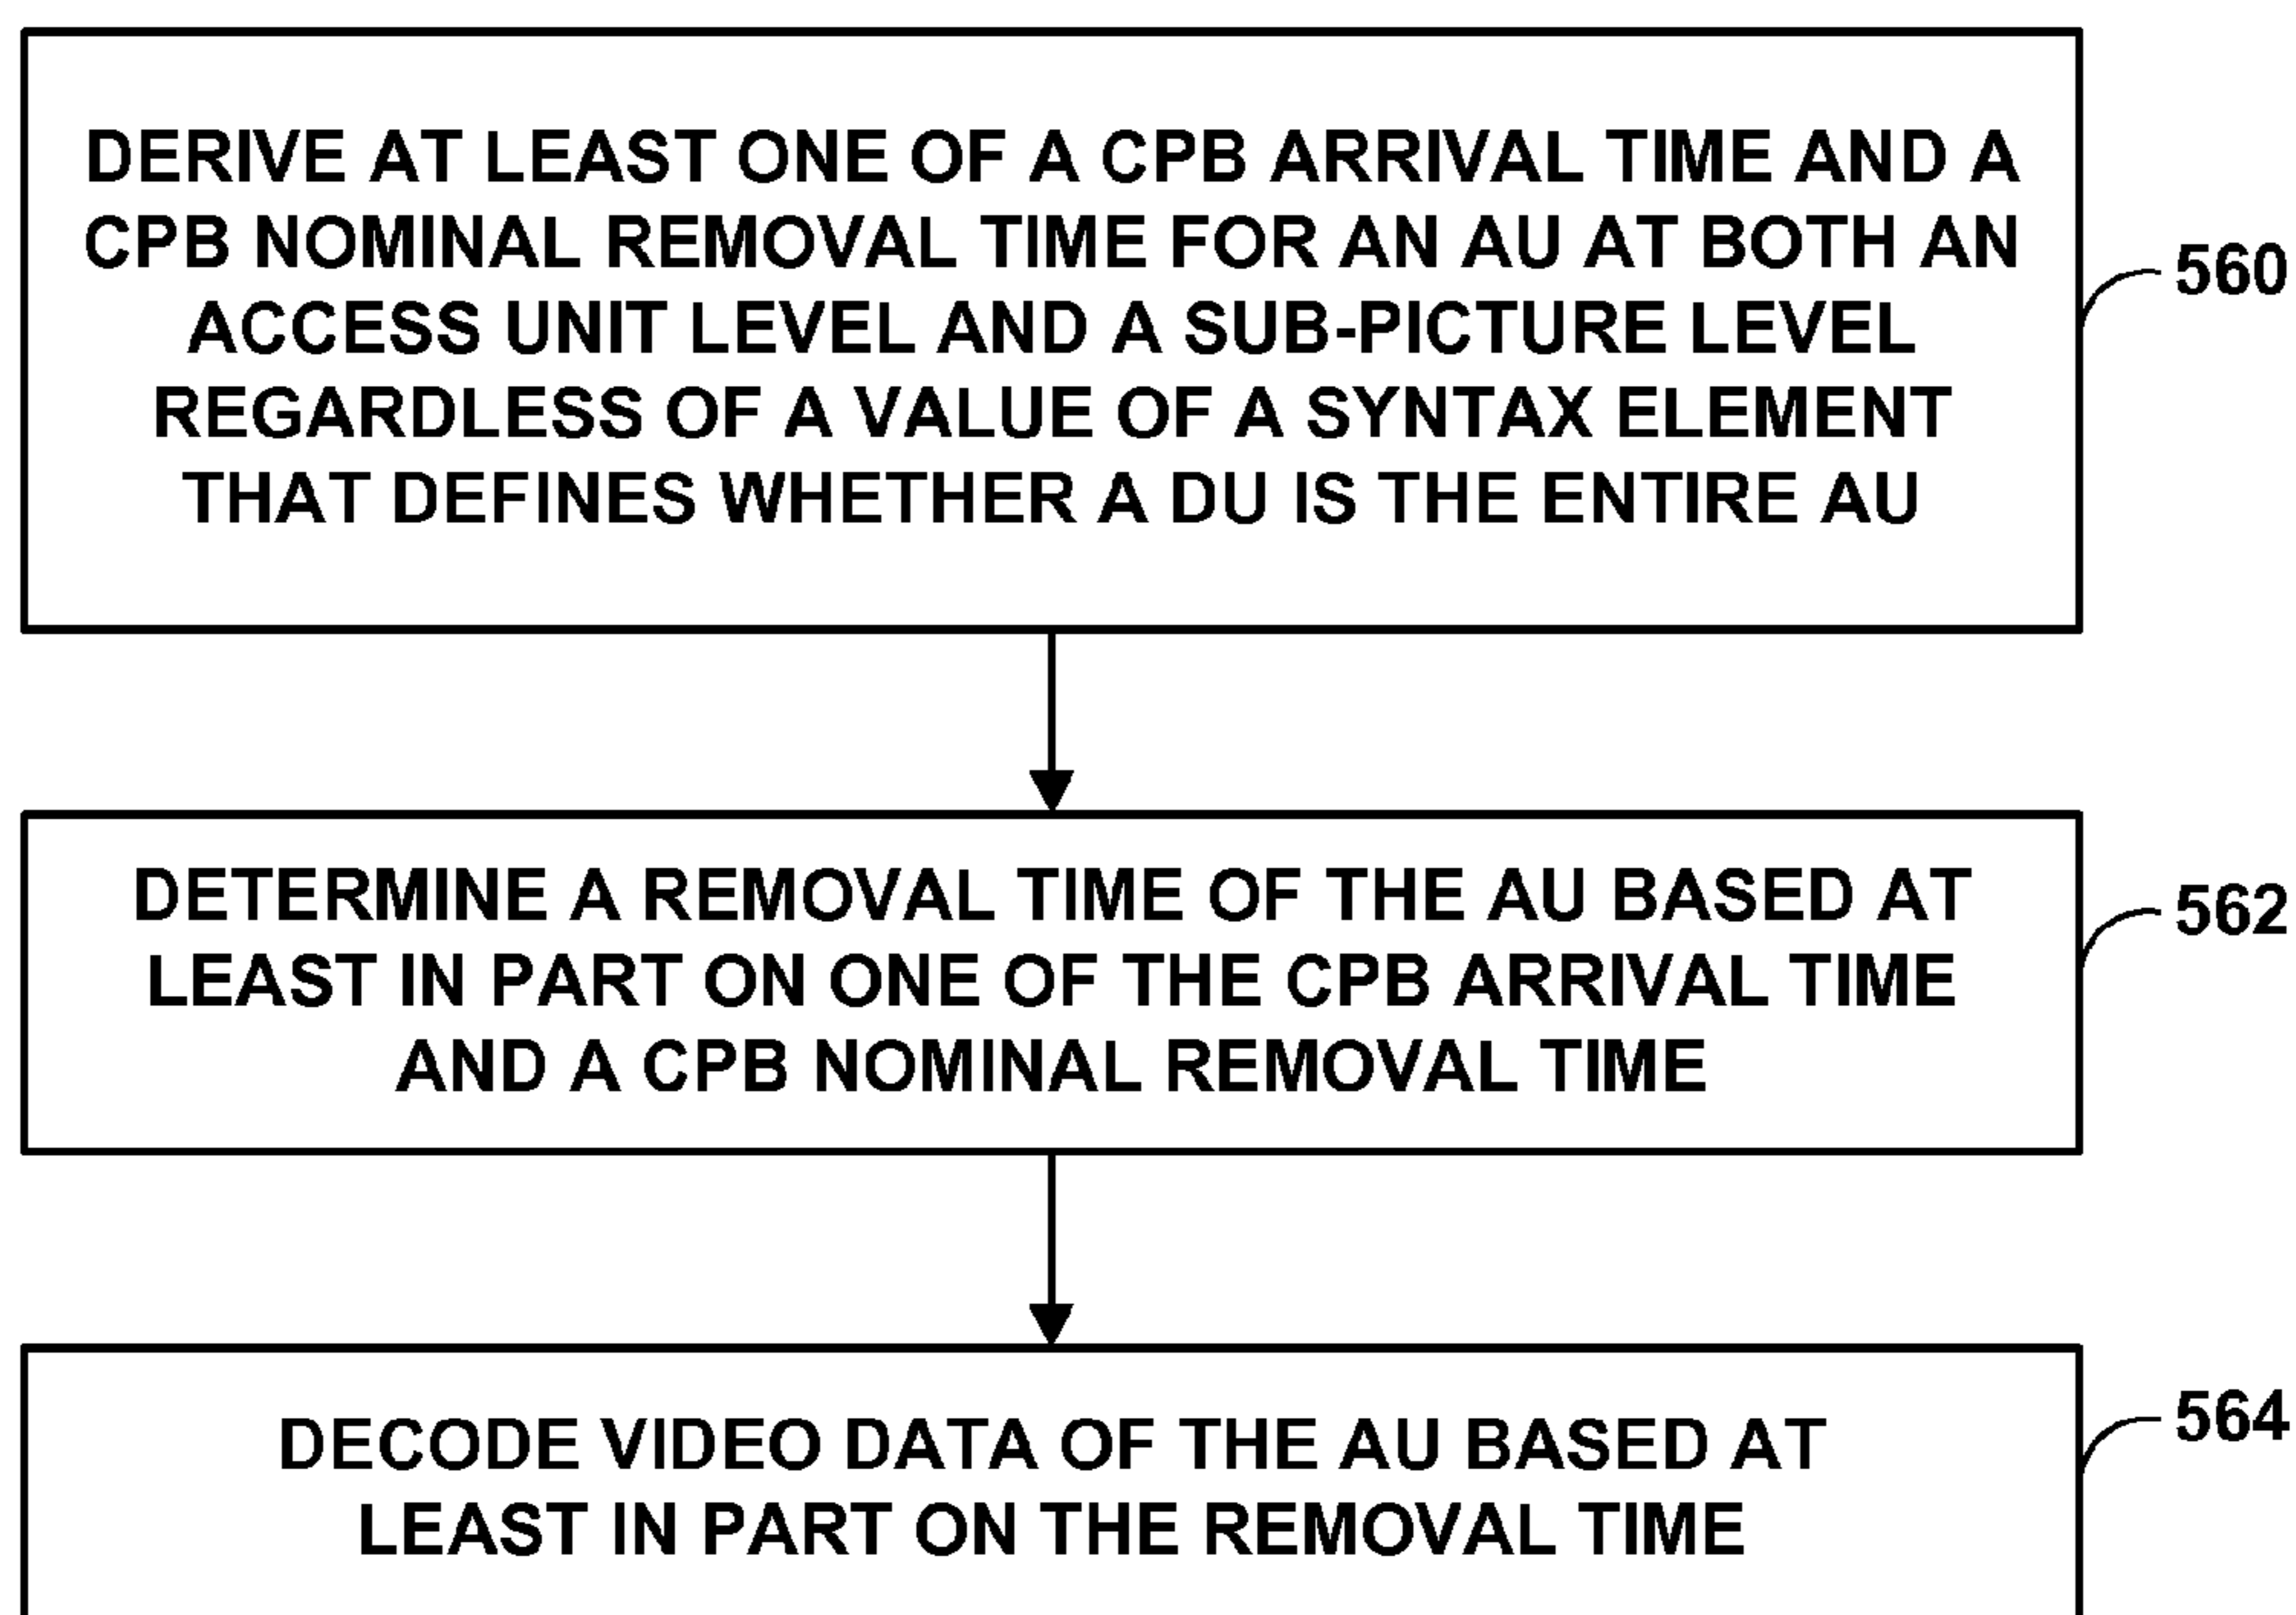 DERIVE AT LEAST ONE OF A CPB ARRIVAL TIME AND A
CPB NOMINAL REMOVAL TIME FOR AN AU AT BOTH AN
ACCESS UNIT LEVEL AND A SUB-PICTURE LEVEL
REGARDLESS OF A VALUE OF A SYNTAX ELEMENT
THAT DEFINES WHETHER A DU IS THE ENTIRE AU
560
DETERMINE A REMOVAL TIME OF THE AU BASED AT
LEAST IN PART ON ONE OF THE CPB ARRIVAL TIME
AND A CPB NOMINAL REMOVAL TIME
562
DECODE VIDEO DATA OF THE AU BASED AT
LEAST IN PART ON THE REMOVAL TIME
564